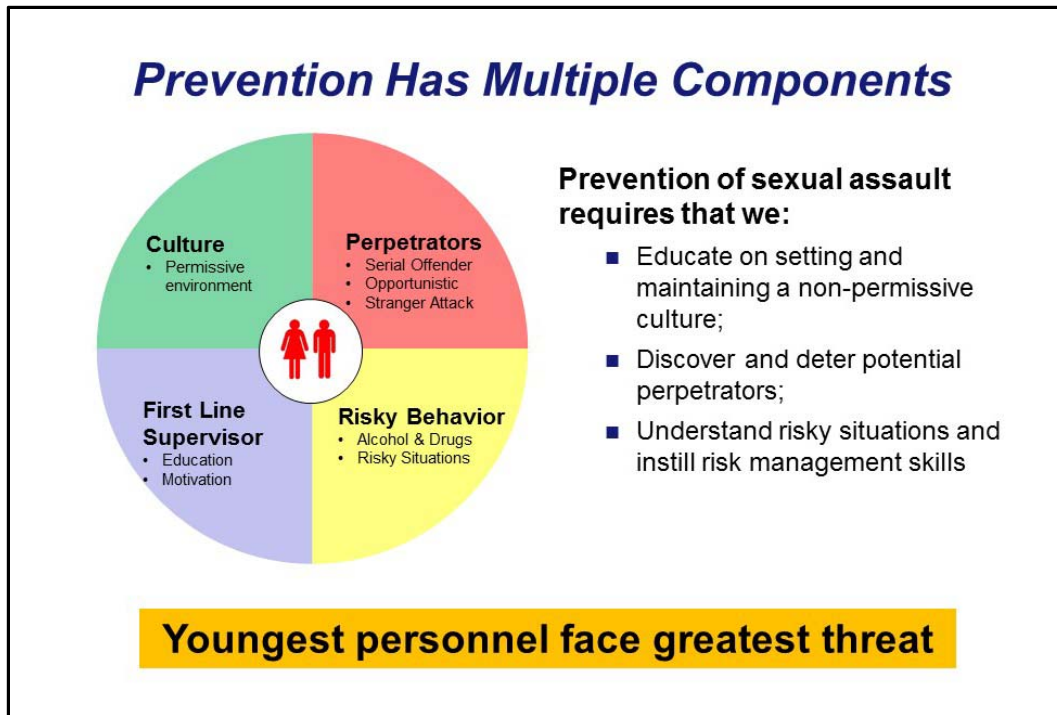 Prevention Has Multiple Components
Culture
• Permissive
environment
Perpetrators
• Serial Offender
• Opportunistic
• Stranger Attack
First Line
Supervisor
• Education
• Motivation
Risky Behavior
• Alcohol & Drugs
• Risky Situations
Prevention of sexual assault
requires that we:
■ Educate on setting and
maintaining a non-permissive
culture;
■ Discover and deter potential
perpetrators;
■ Understand risky situations and
instill risk management skills
Youngest personnel face greatest threat